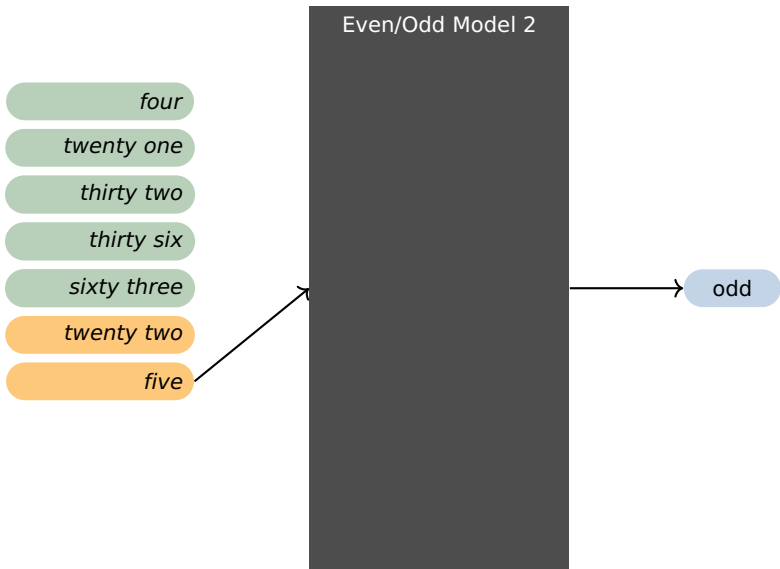 Even/Odd Model 2
four
twenty one
thirty two
thirty six
sixty three
twenty two
five
odd